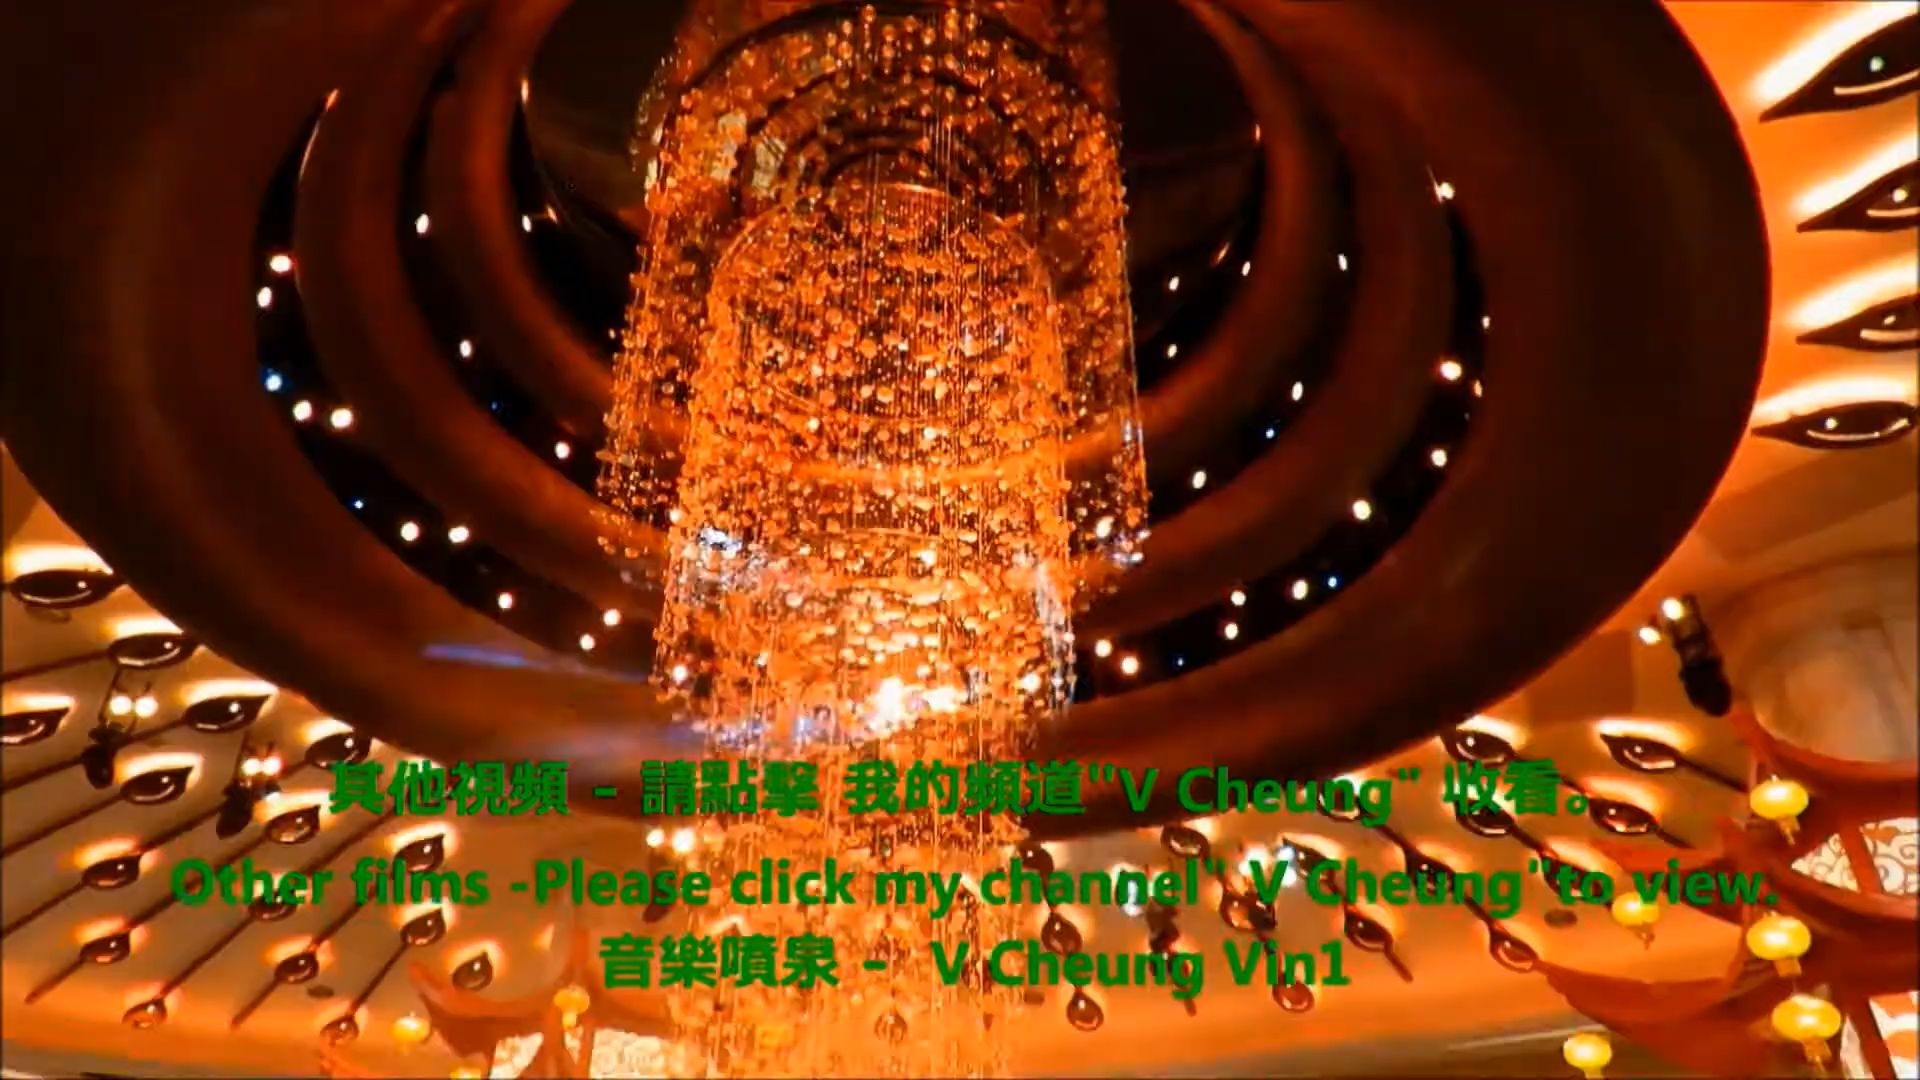 其他視頻 - 請點擊 我的頻道"V Cheung" 收看。
Other films -Please click my channel" V Cheung"to view.
音樂噴泉 - V Cheung Vin1